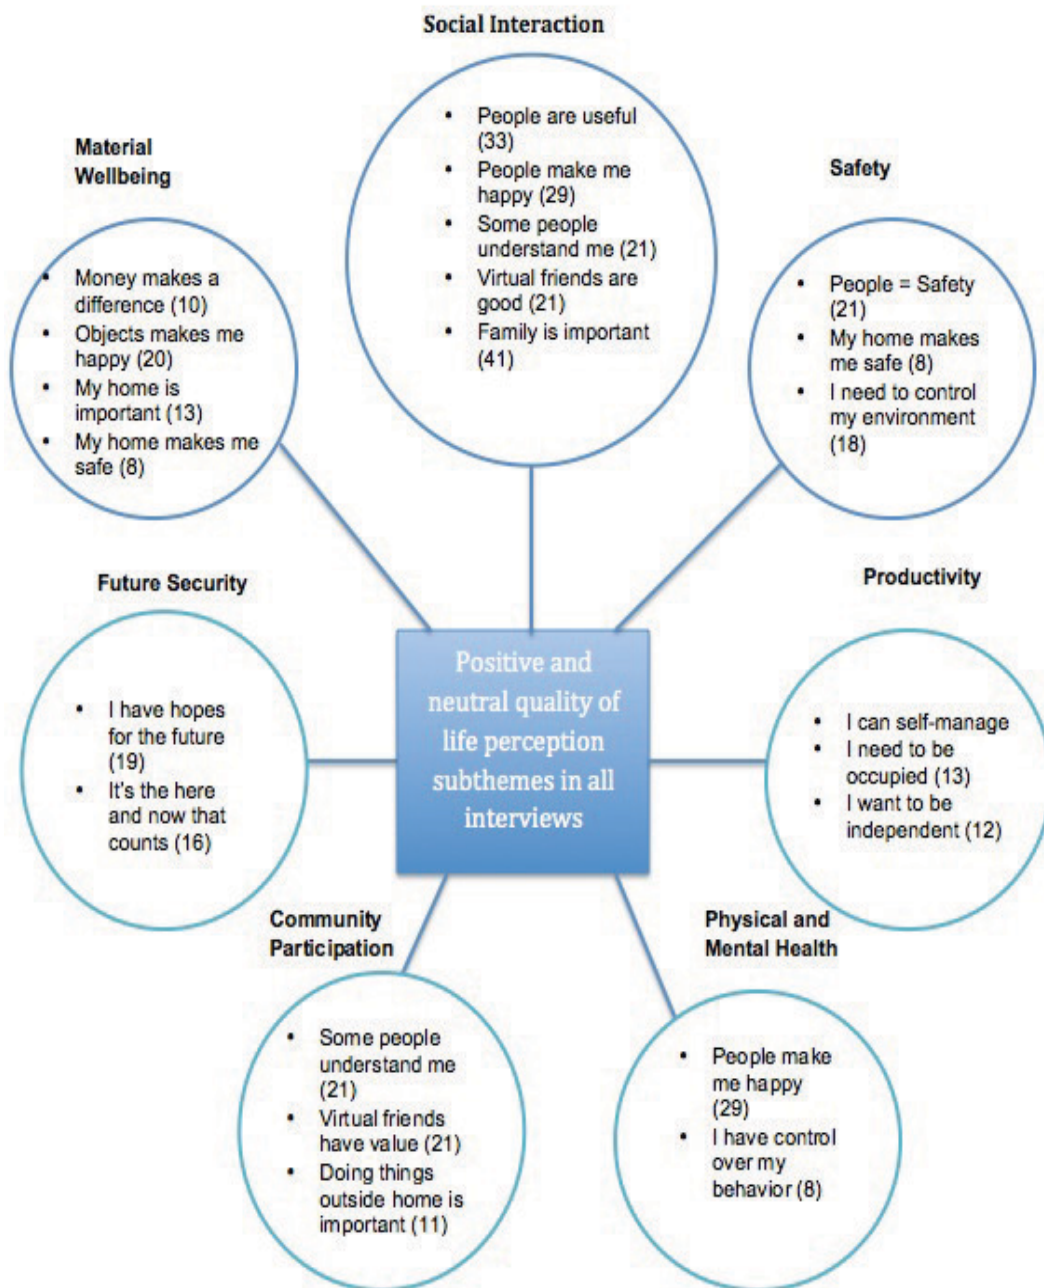 Social Interaction
• People are useful
(33)
• People make me
happy (29)
• Some people
understand me (21)
• Virtual friends are
good (21)
• Family is important
(41)
Material
Wellbeing
• Money makes a
difference (10)
• Objects makes me
happy (20)
• My home is
important (13)
• My home makes me
safe (8)
Safety
• People = Safety
(21)
• My home makes
me safe (8)
• I need to control
my environment
(18)
Future Security
• I have hopes
for the future
(19)
• It's the here
and now that
counts (16)
Positive and
neutral quality of
life perception
subthemes in all
interviews
Productivity
• I can self-manage
• I need to be
occupied (13)
• I want to be
independent (12)
Community
Participation
• Some people
understand me
(21)
• Virtual friends
have value (21)
• Doing things
outside home is
important (11)
Physical and
Mental Health
• People make
me happy
(29)
• I have control
over my
behavior (8)